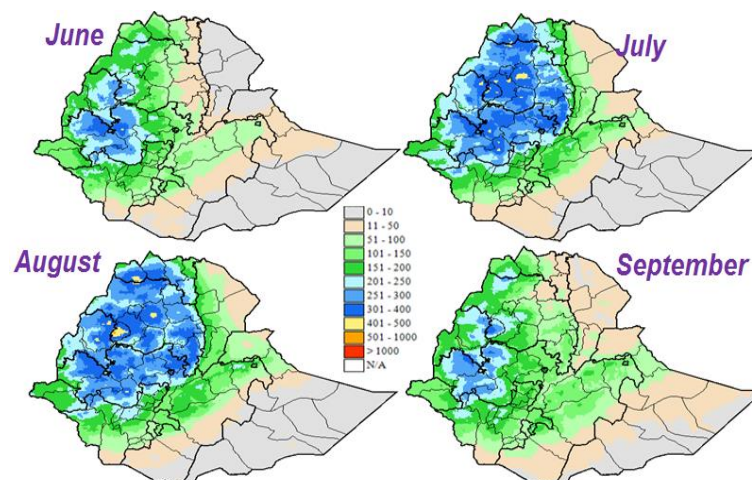 June
July
0 - 10
11 - 50
51 - 100
101 - 150
151 - 200
201 - 250
251 - 300
301 - 400
401 - 500
501 - 1000
> 1000
N/A
August
September